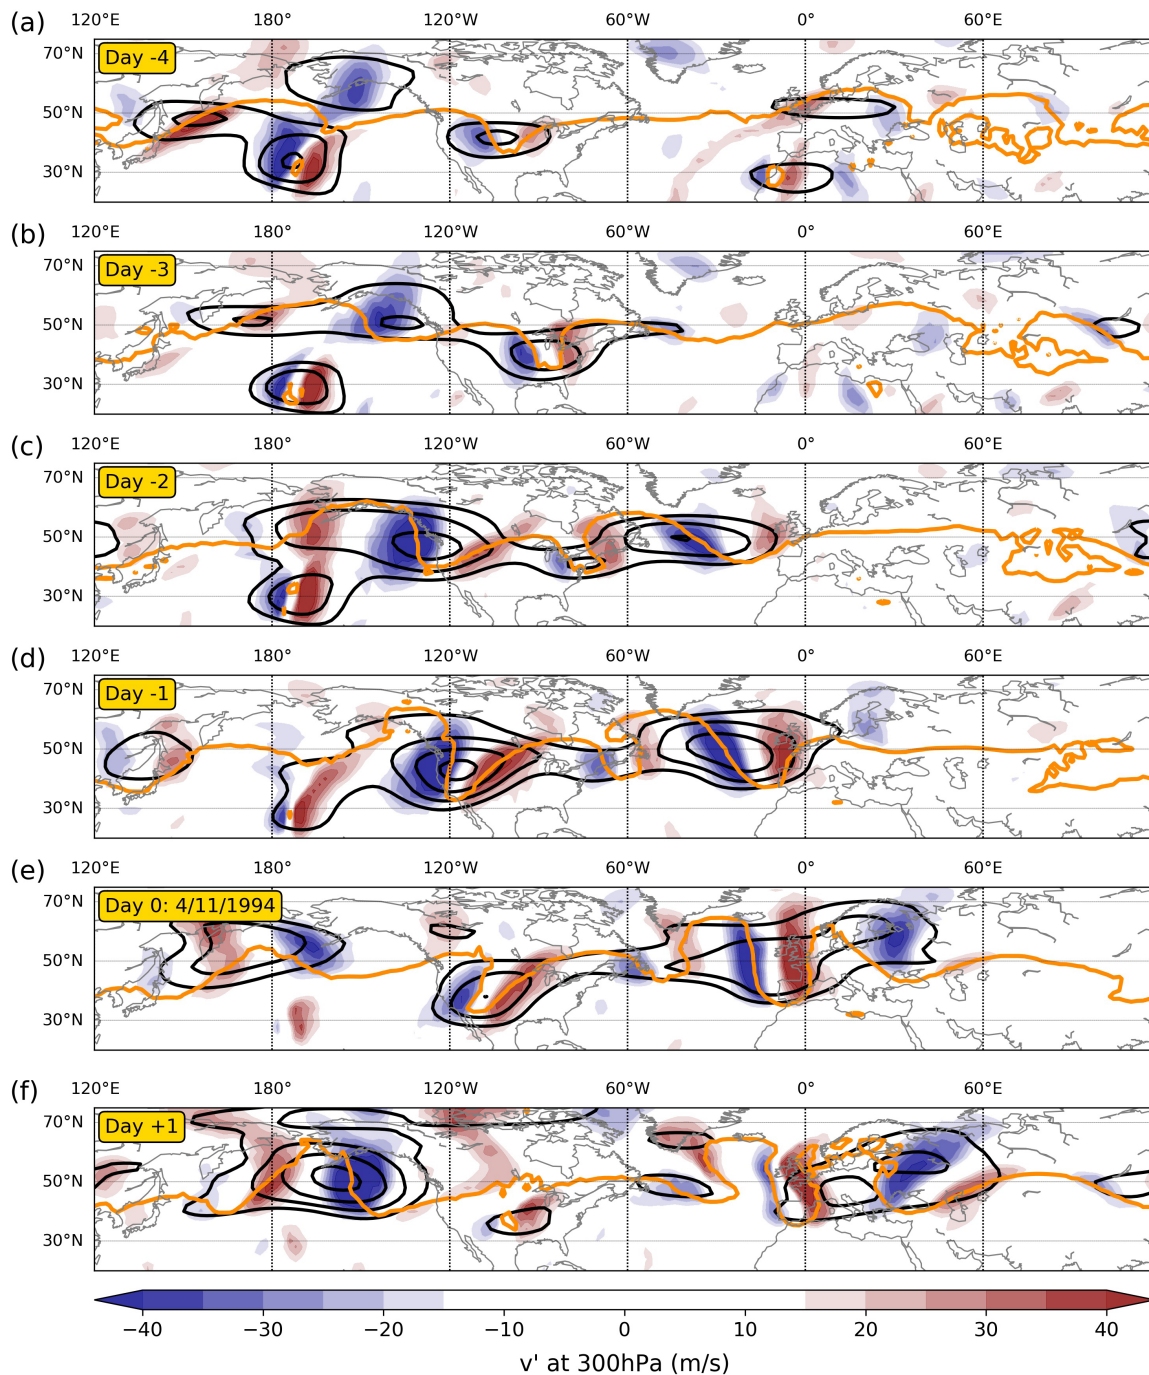 (a)
120°E 180° 120°W 60°W 0° 60°E
Day -4
70°N
50°N
30°N
(b)
120°E 180° 120°W 60°W 0° 60°E
Day -3
70°N
50°N
30°N
(c)
120°E 180° 120°W 60°W 0° 60°E
Day -2
70°N
50°N
30°N
(d)
120°E 180° 120°W 60°W 0° 60°E
Day -1
70°N
50°N
30°N
(e)
120°E 180° 120°W 60°W 0° 60°E
Day 0: 4/11/1994
70°N
50°N
30°N
(f)
120°E 180° 120°W 60°W 0° 60°E
Day +1
70°N
50°N
30°N
−40 −30 −20 −10 0 10 20 30 40
v' at 300hPa (m/s)